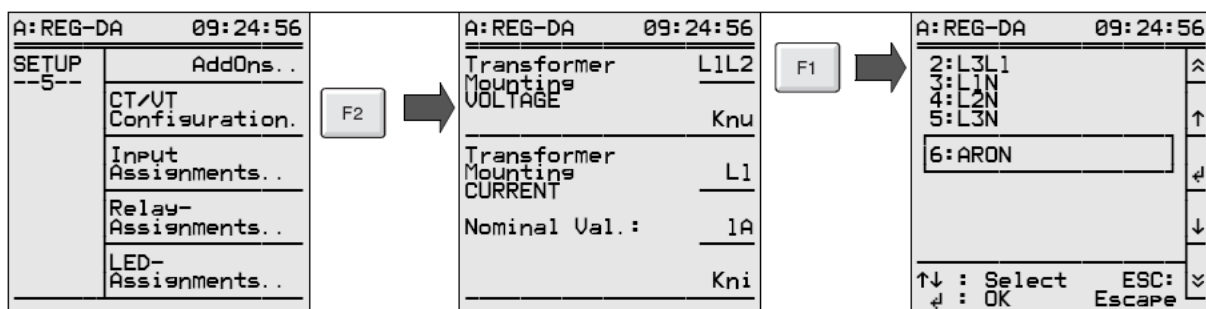 A:REG-DA 09:24:56
SETUP
--5--
AddOns..
CT/VT
Configuration.
Input
Assignments..
Relay-
Assignments..
LED-
Assignments..
F2
A:REG-DA 09:24:56
Transformer L1L2
Mounting
VOLTAGE
Knu
Transformer
Mounting L1
CURRENT
Nominal Val.: 1A
Kni
F1
A:REG-DA 09:24:56
2:L3L1
3:L1N
4:L2N
5:L3N
6:ARON
↑↓ : Select ESC:
↲ : OK Escape